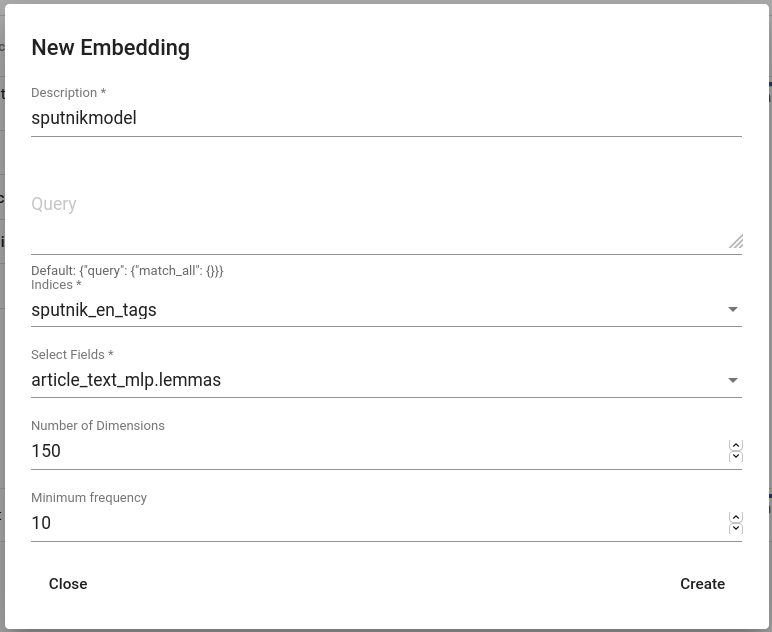 New Embedding
Description *
sputnikmodel
Query
Default: {"query": {"match_all": {}}}
Indices *
sputnik_en_tags
Select Fields *
article_text_mlp.lemmas
Number of Dimensions
150
Minimum frequency
10
Close Create